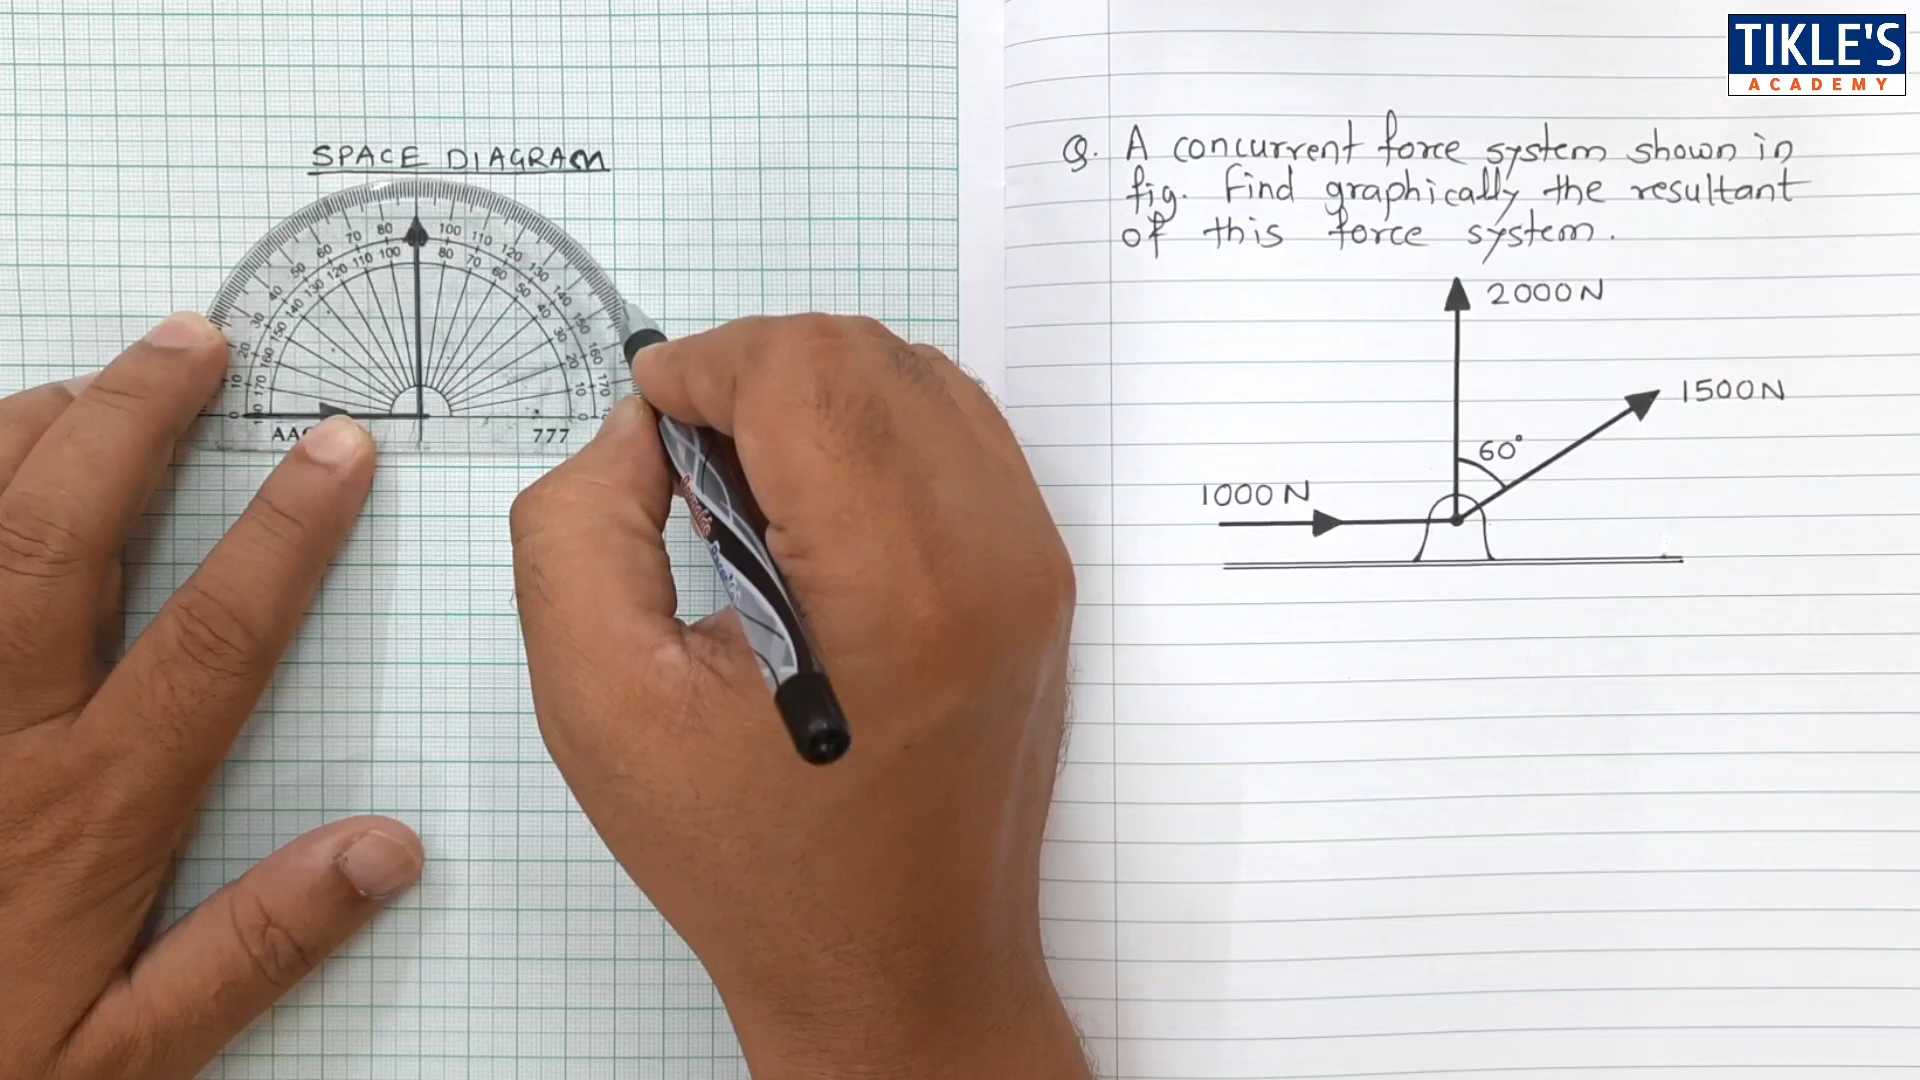 TIKLE'S
ACADEMY
SPACE DIAGRAM
Q. A concurrent force system shown in
fig. Find graphically the resultant
of this force system.
2000 N
1500 N
60°
1000 N
777